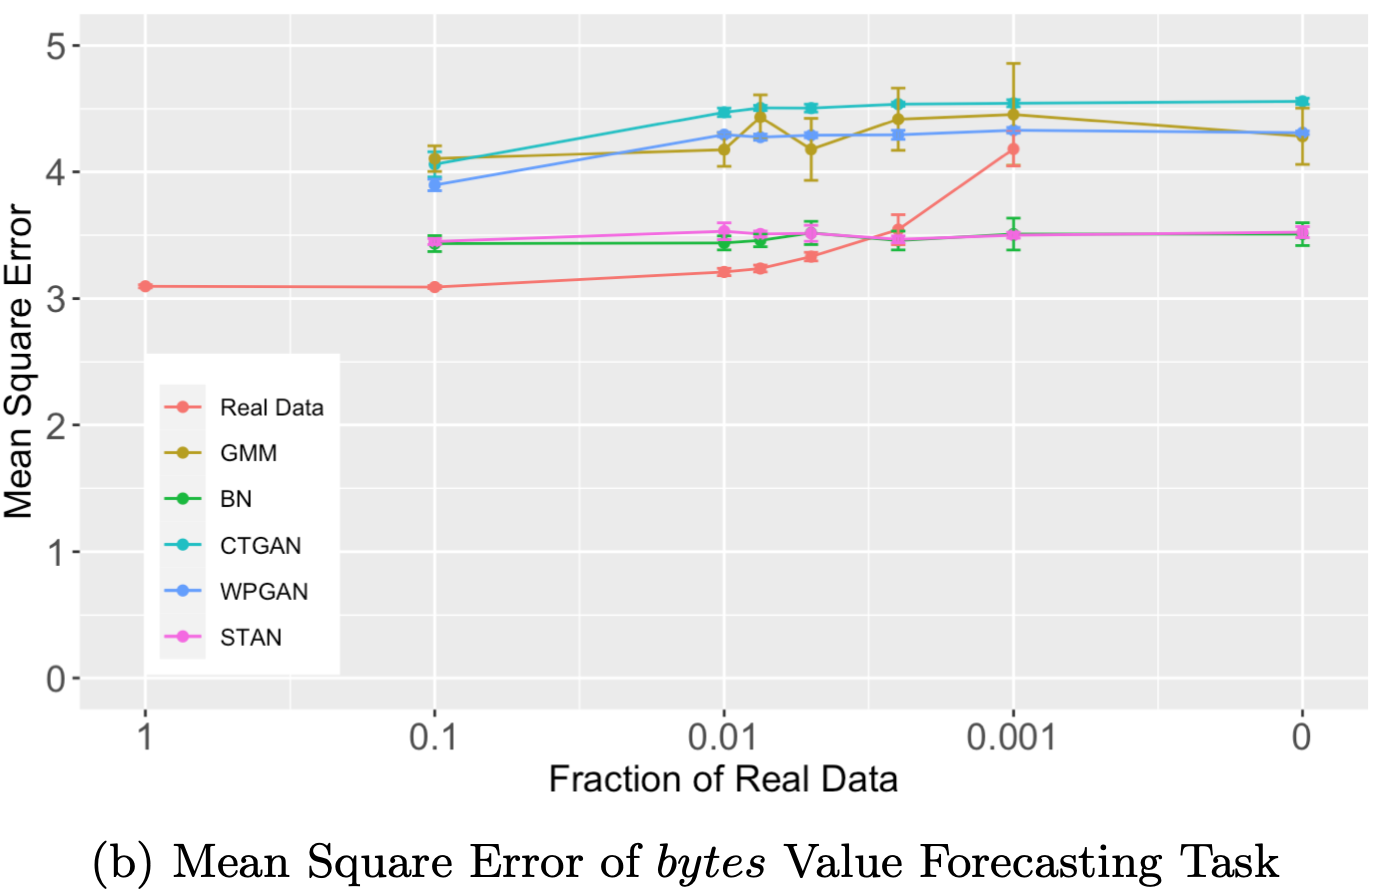 5
4
3
2
1
0
Mean Square Error
Real Data
GMM
BN
CTGAN
WPGAN
STAN
1 0.1 0.01 0.001 0
Fraction of Real Data
(b) Mean Square Error of bytes Value Forecasting Task